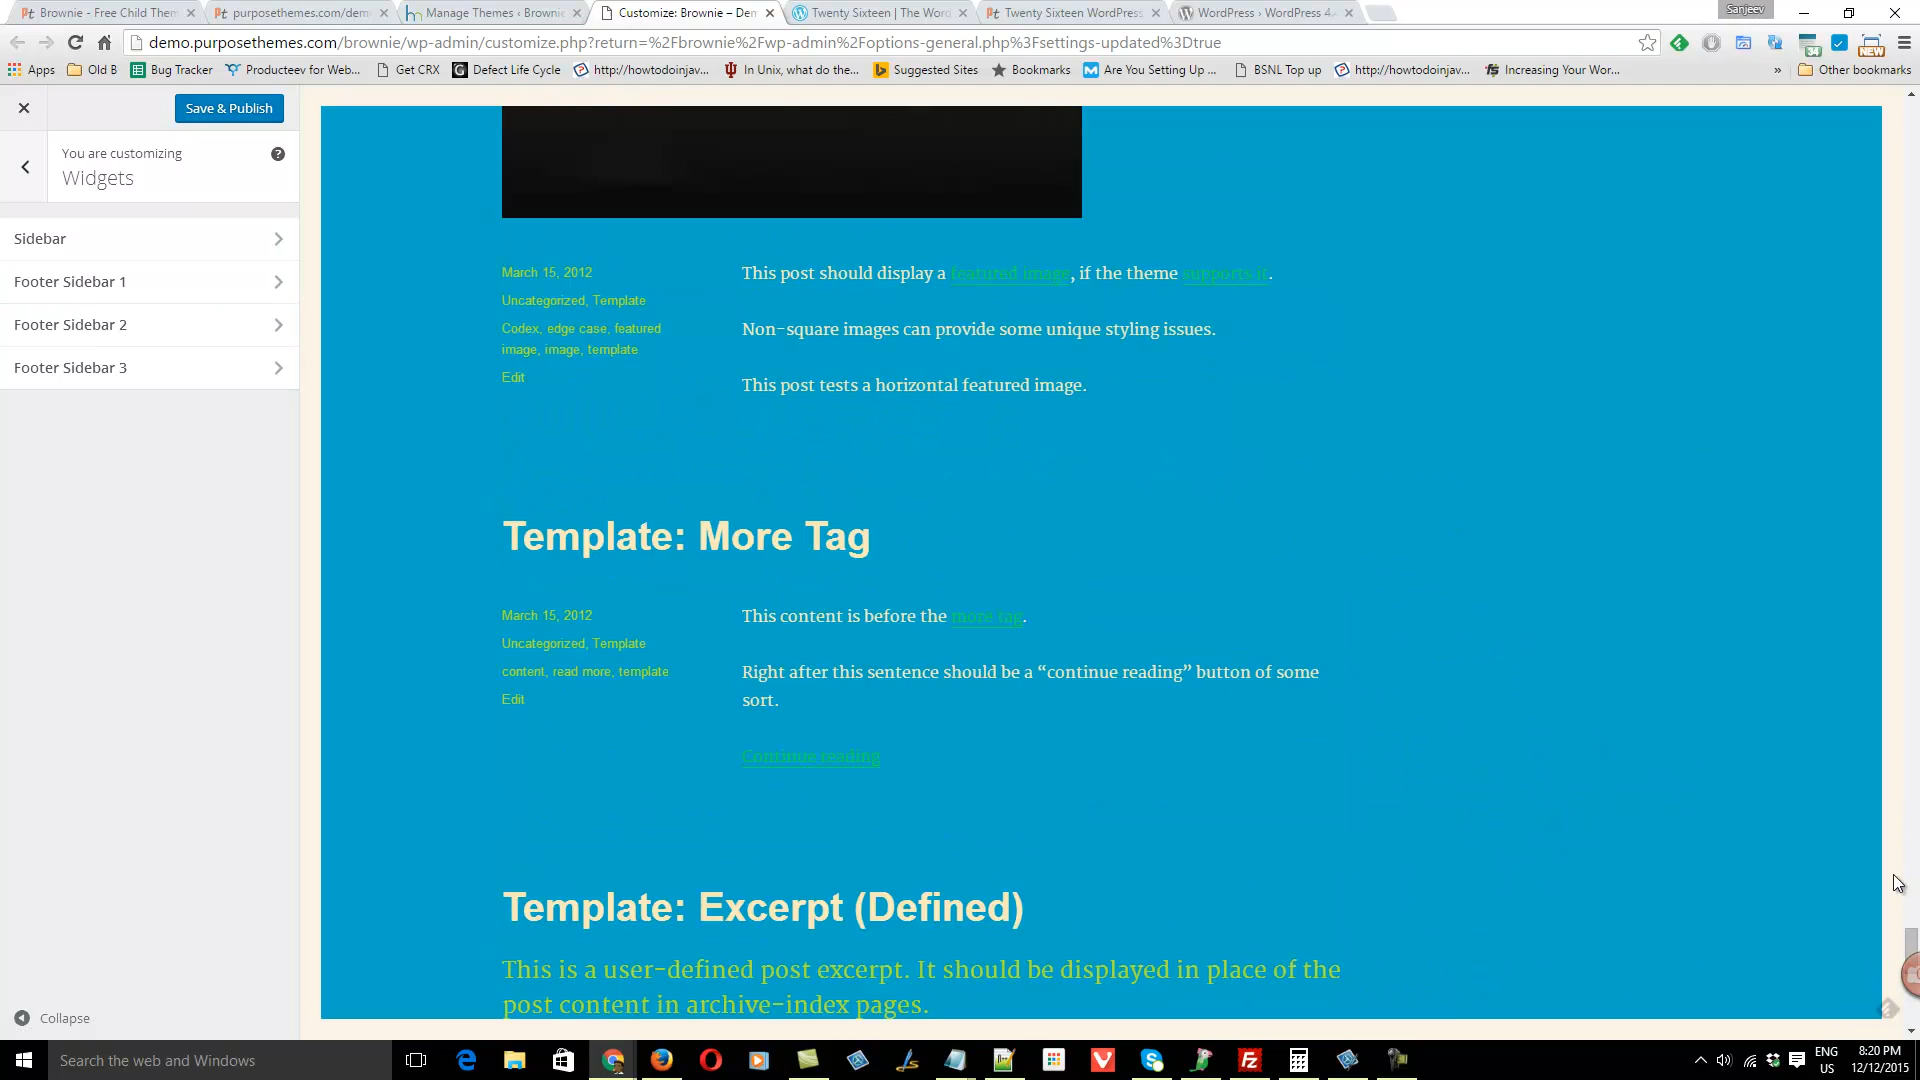 Brownie - Free Child Them
purposethemes.com/dem
Manage Themes ‹ Brownie
Customize: Brownie – Dem
Twenty Sixteen | The Word
Twenty Sixteen WordPress
WordPress › WordPress 4.
Sanjeev
demo.purposethemes.com/brownie/wp-admin/customize.php?return=%2Fbrownie%2Fwp-admin%2Foptions-general.php%3Fsettings-updated%3Dtrue
34
NEW
Apps
Old B
Bug Tracker
Producteev for Web...
Get CRX
Defect Life Cycle
http://howtodoinjav...
In Unix, what do the...
Suggested Sites
Bookmarks
Are You Setting Up ...
BSNL Top up
http://howtodoinjav...
Increasing Your Wor...
»
Other bookmarks
Save & Publish
You are customizing
Widgets
Sidebar
Footer Sidebar 1
Footer Sidebar 2
Footer Sidebar 3
Collapse
March 15, 2012
Uncategorized, Template
Codex, edge case, featured
image, image, template
Edit
This post should display a featured image, if the theme supports it.
Non-square images can provide some unique styling issues.
This post tests a horizontal featured image.
Template: More Tag
March 15, 2012
Uncategorized, Template
content, read more, template
Edit
This content is before the more tag.
Right after this sentence should be a “continue reading” button of some
sort.
Continue reading
Template: Excerpt (Defined)
This is a user-defined post excerpt. It should be displayed in place of the
post content in archive-index pages.
Search the web and Windows
ENG
US
8:20 PM
12/12/2015